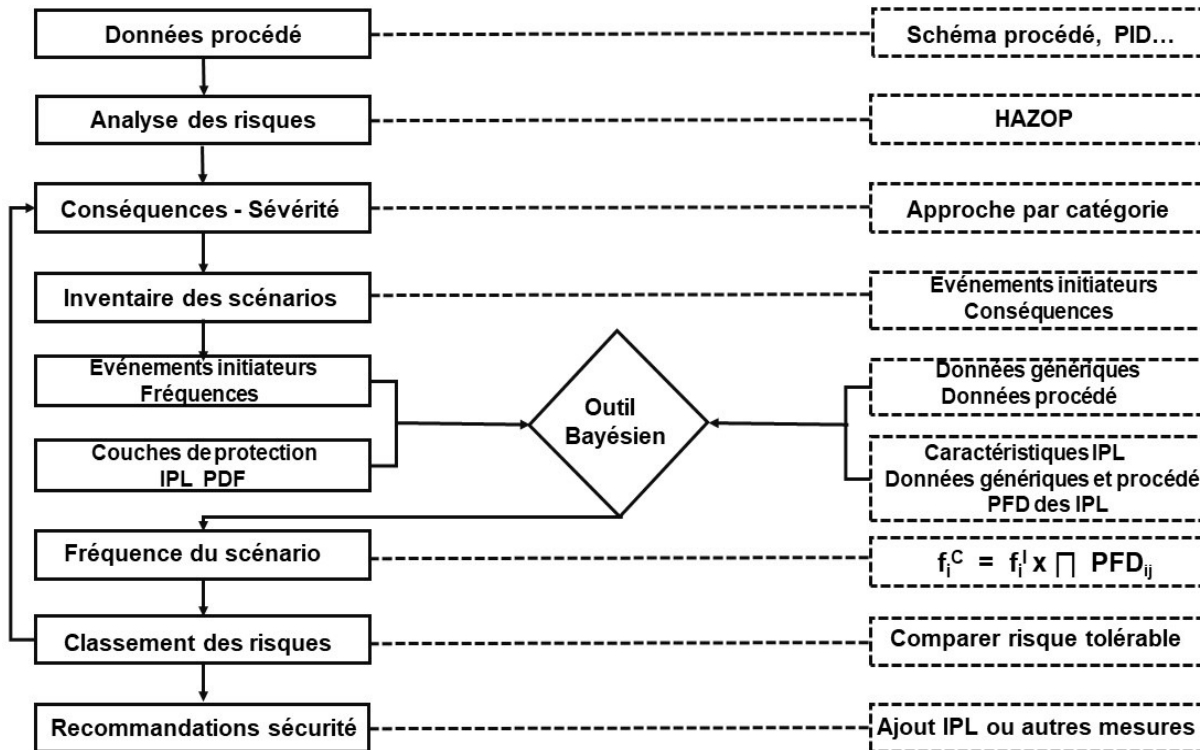 Données procédé
Schéma procédé, PID…
Analyse des risques
HAZOP
Conséquences - Sévérité
Approche par catégorie
Inventaire des scénarios
Evénements initiateurs
Conséquences
Evénements initiateurs
Fréquences
Outil
Bayésien
Données génériques
Données procédé
Couches de protection
IPL PDF
Caractéristiques IPL
Données génériques et procédé
PFD des IPL
Fréquence du scénario
fᵢᶜ = fᵢᴵ x ∏ PFDᵢⱼ
Classement des risques
Comparer risque tolérable
Recommandations sécurité
Ajout IPL ou autres mesures